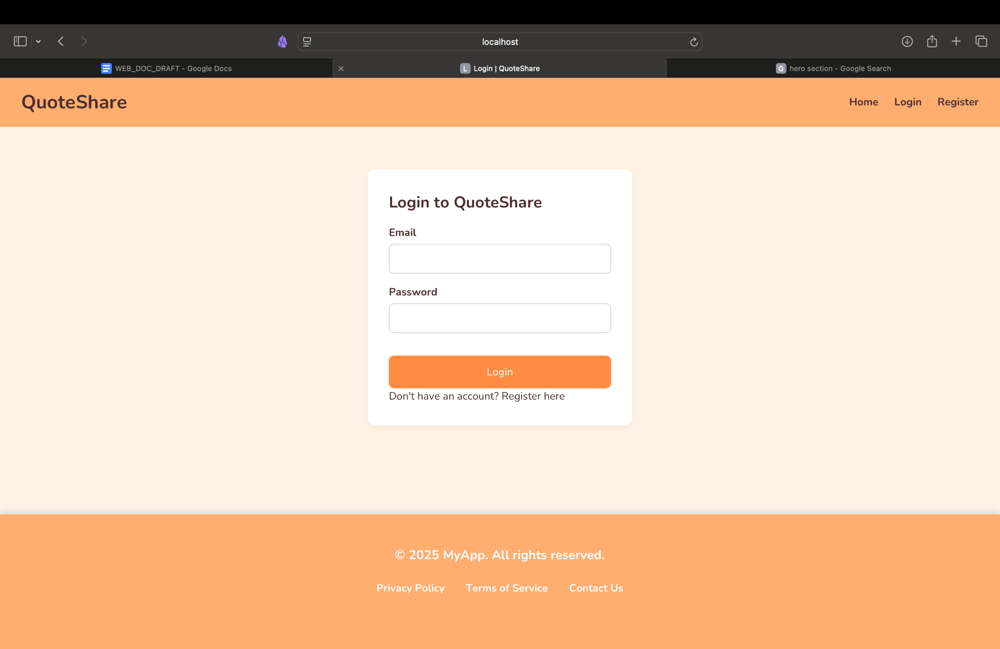 localhost
WEB_DOC_DRAFT - Google Docs
L Login | QuoteShare
G hero section - Google Search
QuoteShare
Home Login Register
Login to QuoteShare
Email
Password
Login
Don't have an account? Register here
© 2025 MyApp. All rights reserved.
Privacy Policy Terms of Service Contact Us